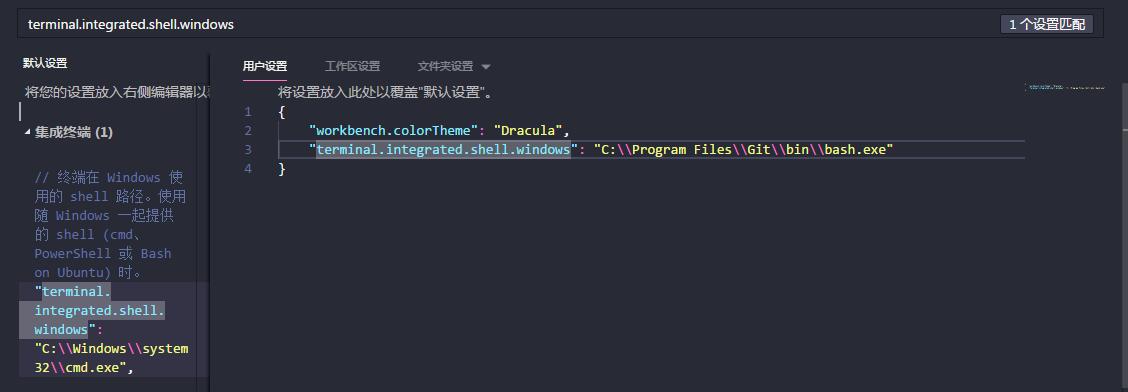 terminal.integrated.shell.windows
1 个设置匹配
默认设置
将您的设置放入右侧编辑器以
集成终端 (1)
// 终端在 Windows 使
用的 shell 路径。使用
随 Windows 一起提供
的 shell (cmd、
PowerShell 或 Bash
on Ubuntu) 时。
"terminal.
integrated.shell.
windows":
"C:\\Windows\\system
32\\cmd.exe",
用户设置 工作区设置 文件夹设置
将设置放入此处以覆盖"默认设置"。
1 {
2 "workbench.colorTheme": "Dracula",
3 "terminal.integrated.shell.windows": "C:\\Program Files\\Git\\bin\\bash.exe"
4 }